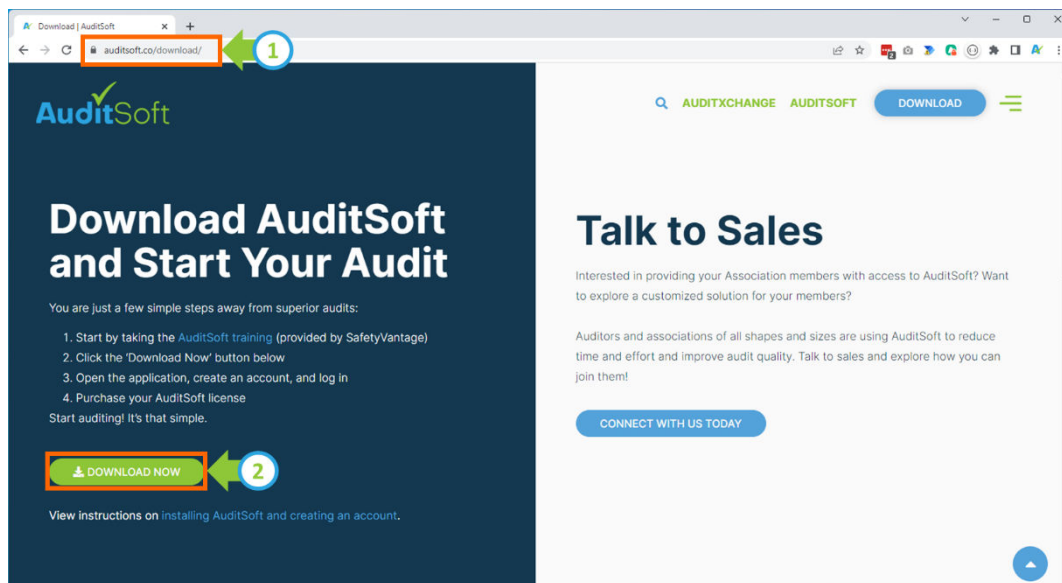 Download | AuditSoft
auditsoft.co/download/
1
2
AuditSoft
AUDITXCHANGE AUDITSOFT DOWNLOAD
Download AuditSoft
and Start Your Audit
You are just a few simple steps away from superior audits:
1. Start by taking the AuditSoft training (provided by SafetyVantage)
2. Click the 'Download Now' button below
3. Open the application, create an account, and log in
4. Purchase your AuditSoft license
Start auditing! It's that simple.
DOWNLOAD NOW
2
View instructions on installing AuditSoft and creating an account.
Talk to Sales
Interested in providing your Association members with access to AuditSoft? Want
to explore a customized solution for your members?
Auditors and associations of all shapes and sizes are using AuditSoft to reduce
time and effort and improve audit quality. Talk to sales and explore how you can
join them!
CONNECT WITH US TODAY